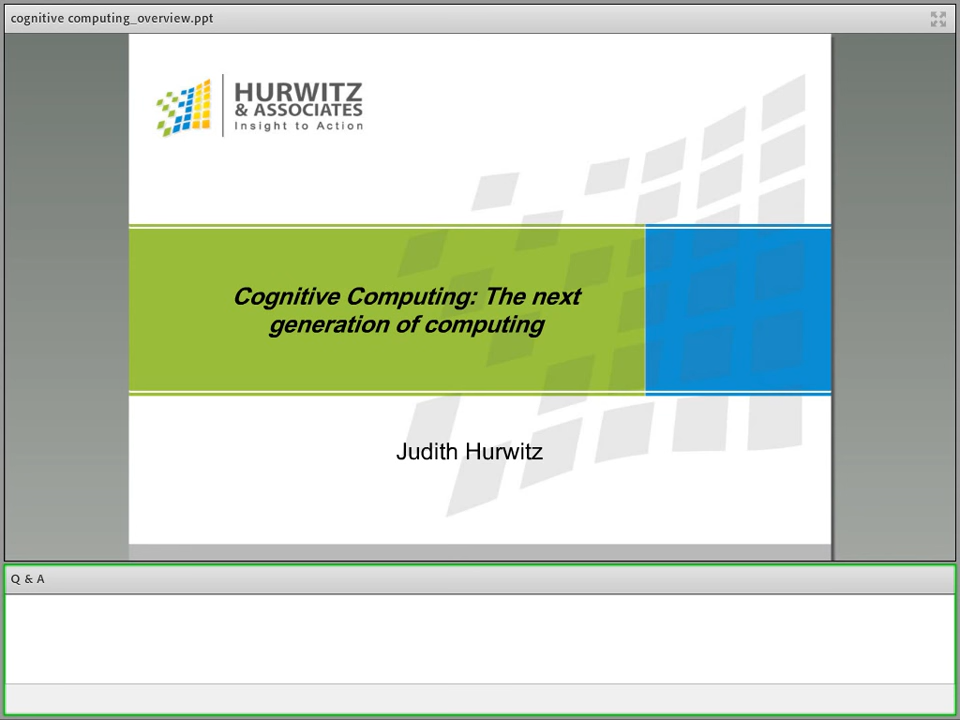 cognitive computing_overview.ppt
HURWITZ
& ASSOCIATES
Insight to Action
Cognitive Computing: The next
generation of computing
Judith Hurwitz
Q & A